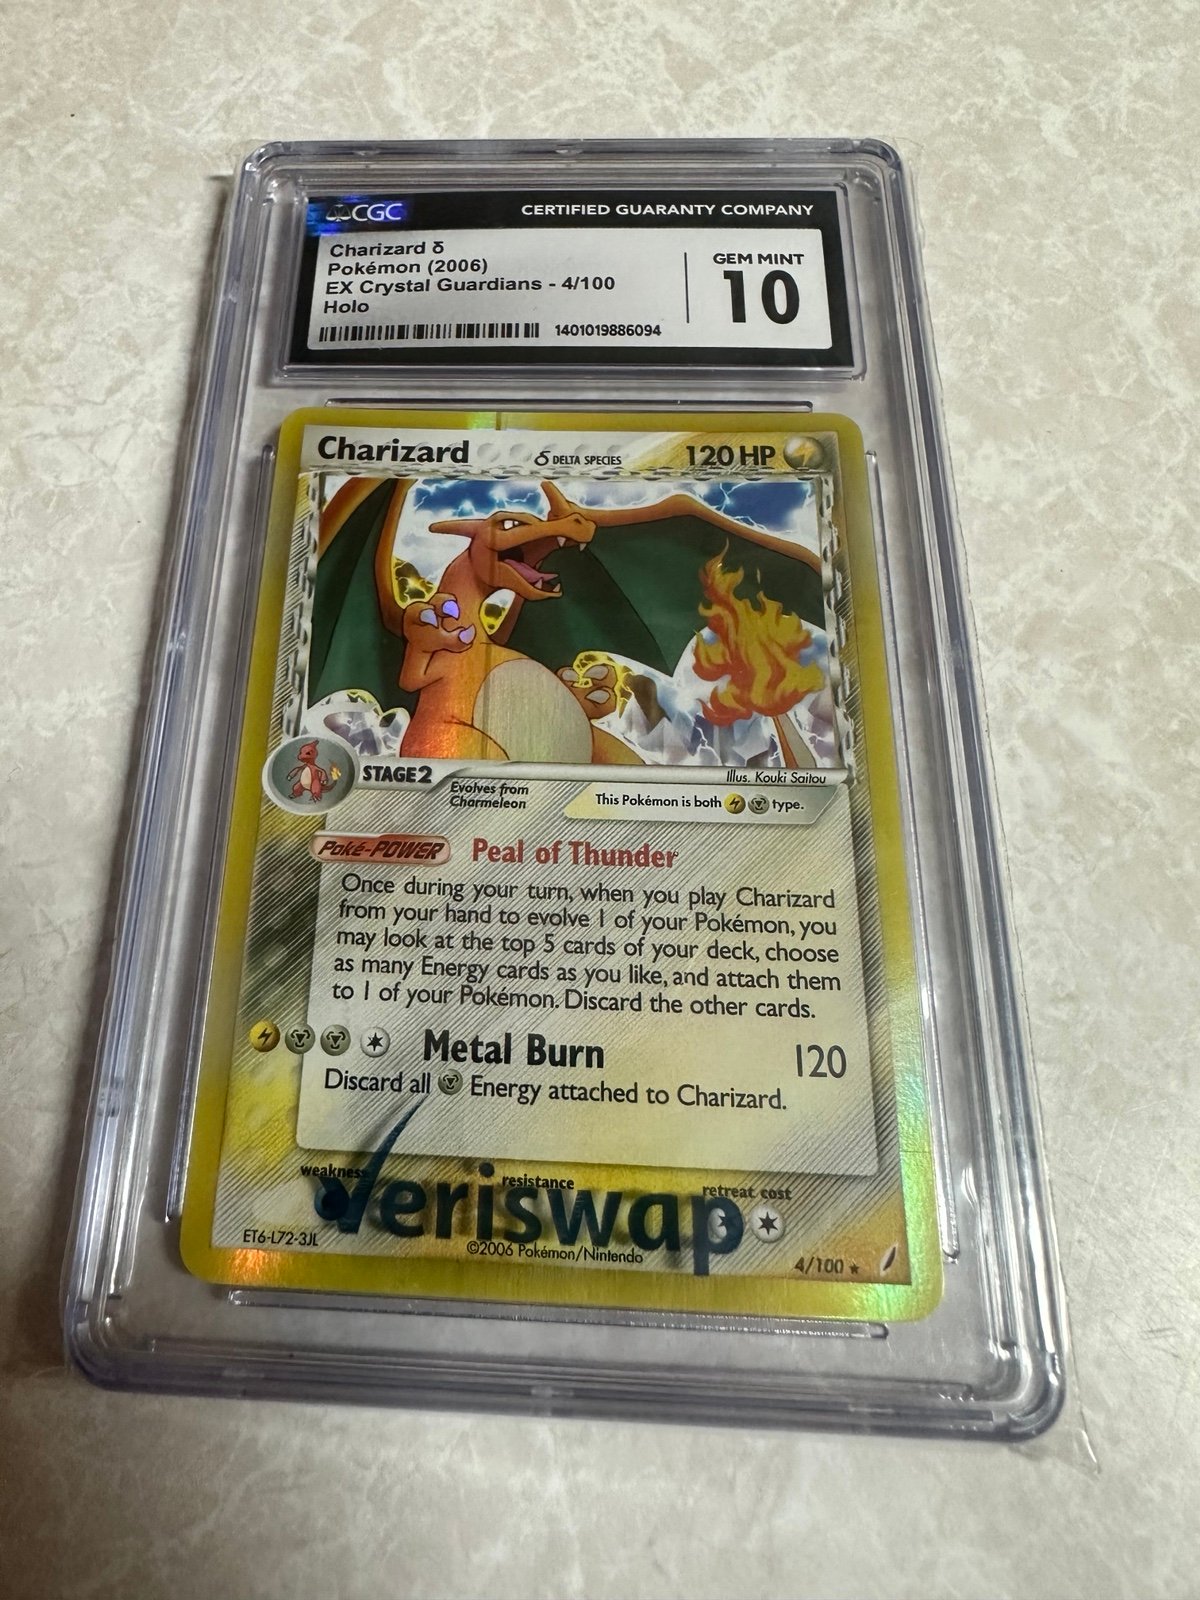 CGC
CERTIFIED GUARANTY COMPANY
Charizard δ
Pokémon (2006)
EX Crystal Guardians - 4/100
Holo
1401019886094
GEM MINT
10
Charizard
δ DELTA SPECIES
120 HP
STAGE 2
Evolves from
Charmeleon
Illus. Kouki Saitou
This Pokémon is both type.
Poké-POWER Peal of Thunder
Once during your turn, when you play Charizard
from your hand to evolve 1 of your Pokémon, you
may look at the top 5 cards of your deck, choose
as many Energy cards as you like, and attach them
to 1 of your Pokémon. Discard the other cards.
Metal Burn 120
Discard all Energy attached to Charizard.
weakness resistance retreat cost
veriswap
ET6-L72-3JL
©2006 Pokémon/Nintendo
4/100 ★